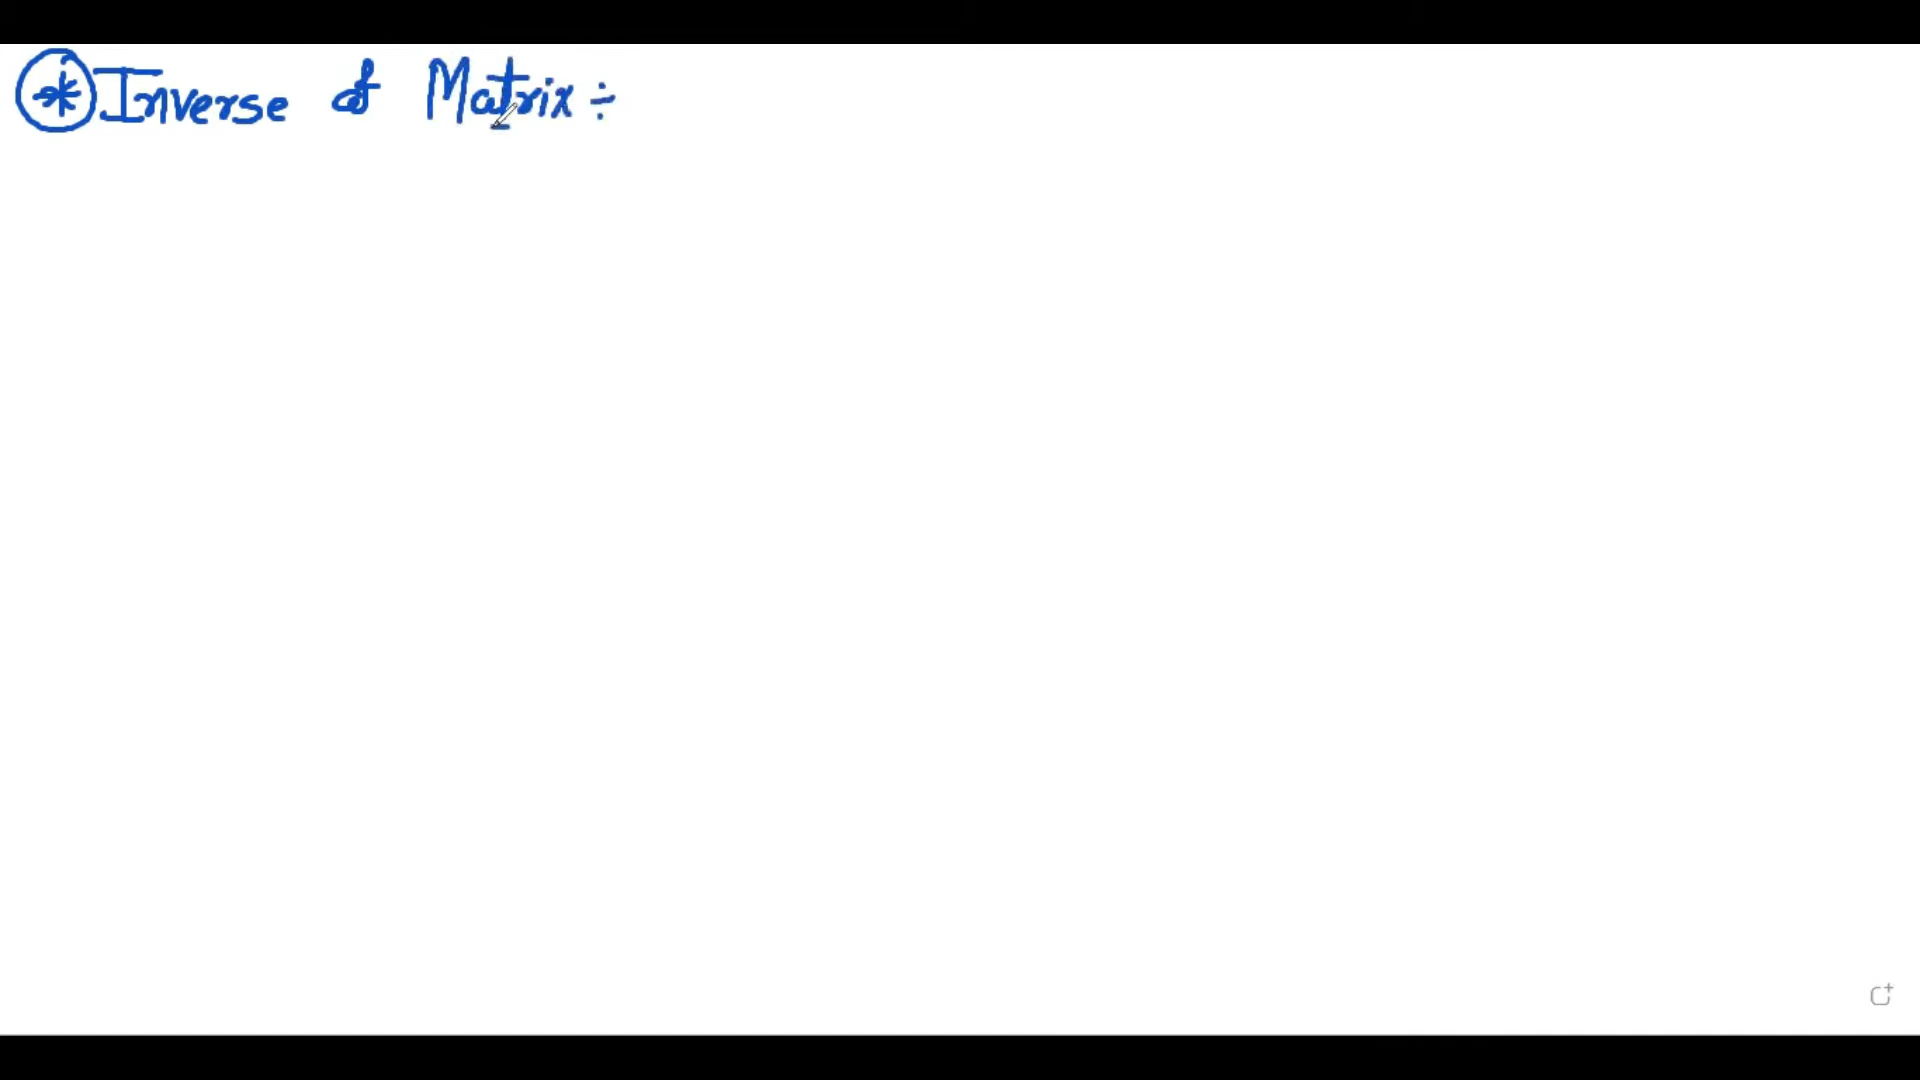 * Inverse of Matrix ÷